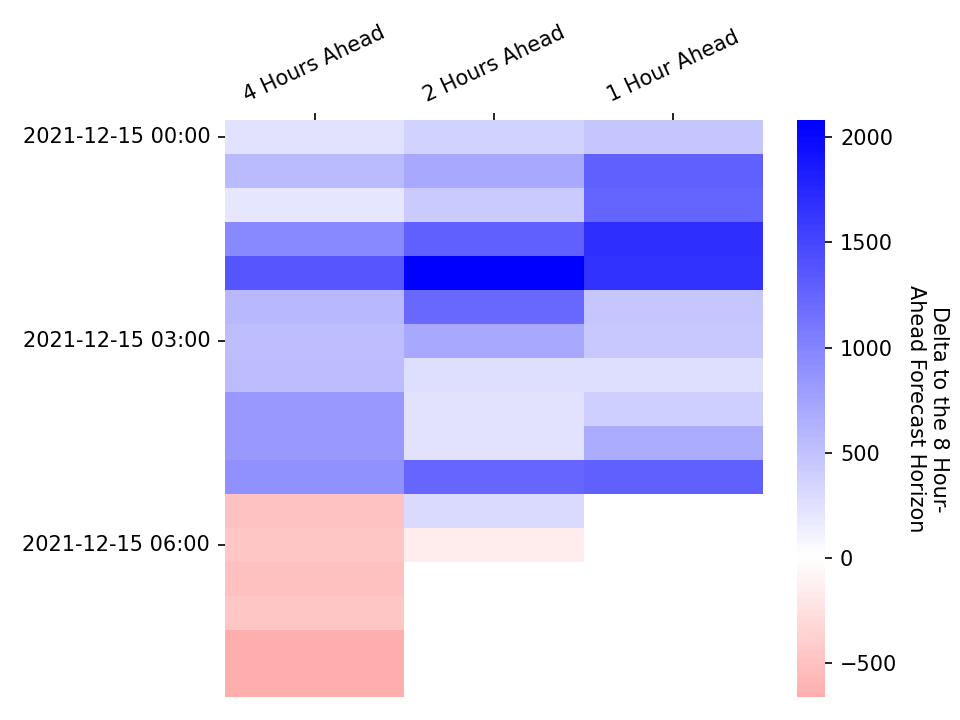 4 Hours Ahead
2 Hours Ahead
1 Hour Ahead
2021-12-15 00:00
2021-12-15 03:00
2021-12-15 06:00
2000
1500
1000
500
0
−500
Delta to the 8 Hour-
Ahead Forecast Horizon